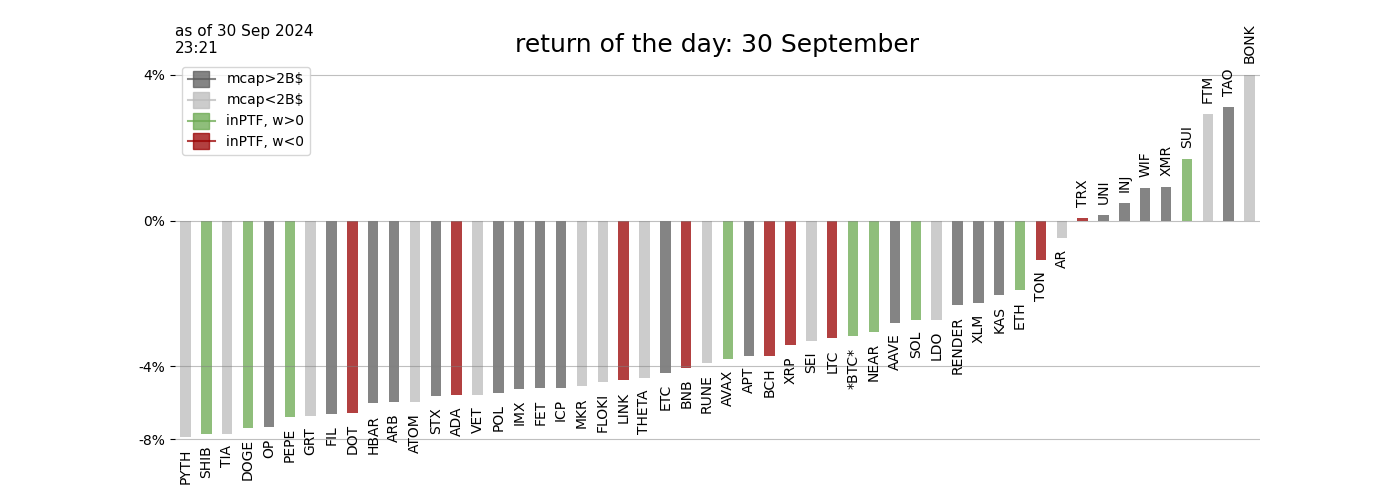 as of 30 Sep 2024
23:21
return of the day: 30 September
mcap>2B$
mcap<2B$
inPTF, w>0
inPTF, w<0
4%
0%
-4%
-8%
PYTH
SHIB
TIA
DOGE
OP
PEPE
GRT
FIL
DOT
HBAR
ARB
ATOM
STX
ADA
VET
POL
IMX
FET
ICP
MKR
FLOKI
LINK
THETA
ETC
BNB
RUNE
AVAX
APT
BCH
XRP
SEI
LTC
*BTC*
NEAR
AAVE
SOL
LDO
RENDER
XLM
KAS
ETH
TON
AR
TRX
UNI
INJ
WIF
XMR
SUI
FTM
TAO
BONK